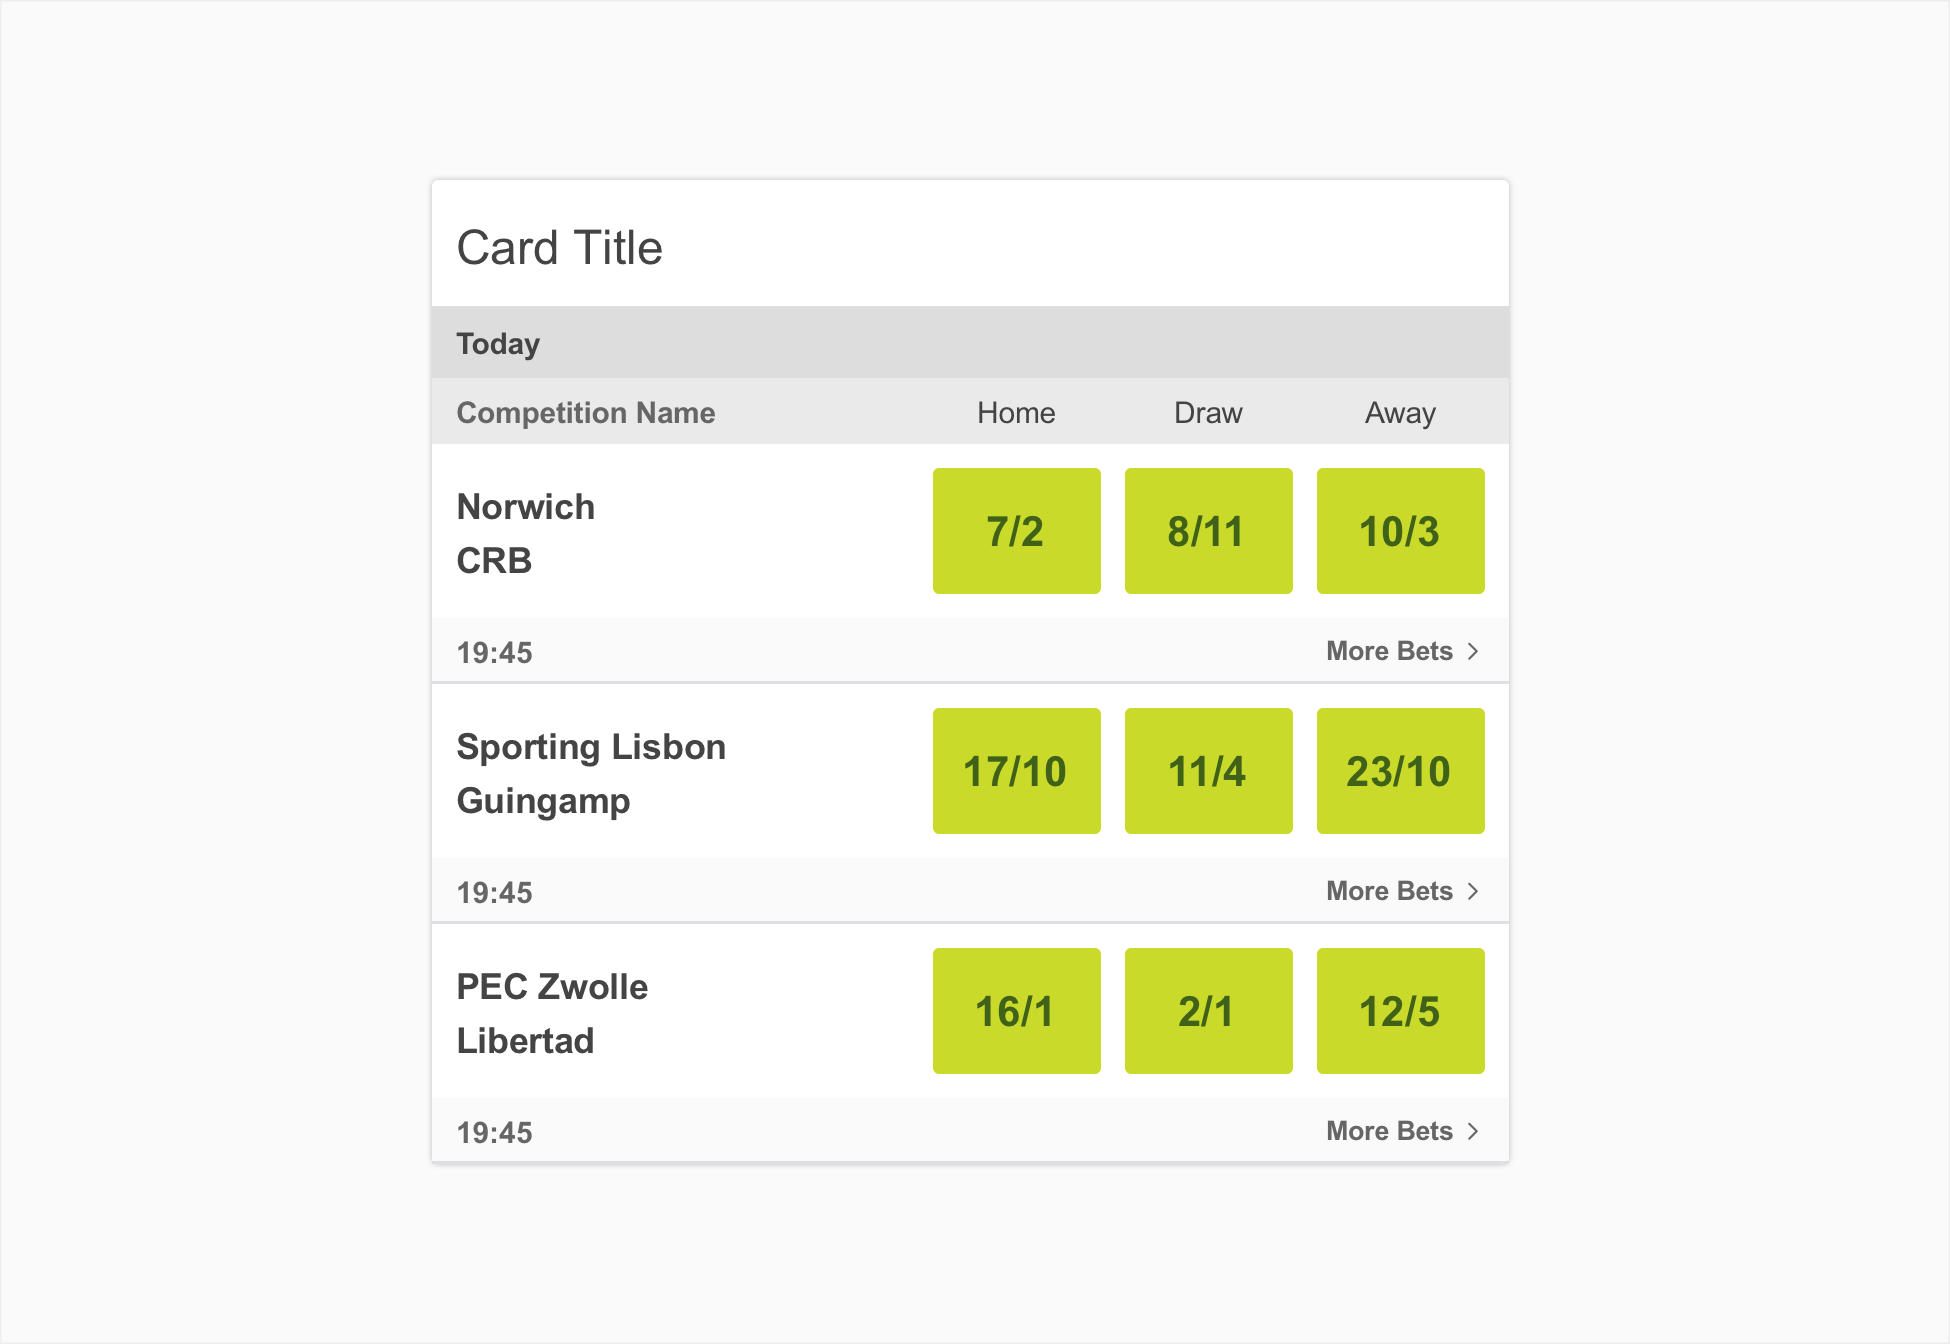 Card Title
Today
Competition Name Home Draw Away
Norwich
CRB
7/2 8/11 10/3
19:45 More Bets
Sporting Lisbon
Guingamp
17/10 11/4 23/10
19:45 More Bets
PEC Zwolle
Libertad
16/1 2/1 12/5
19:45 More Bets